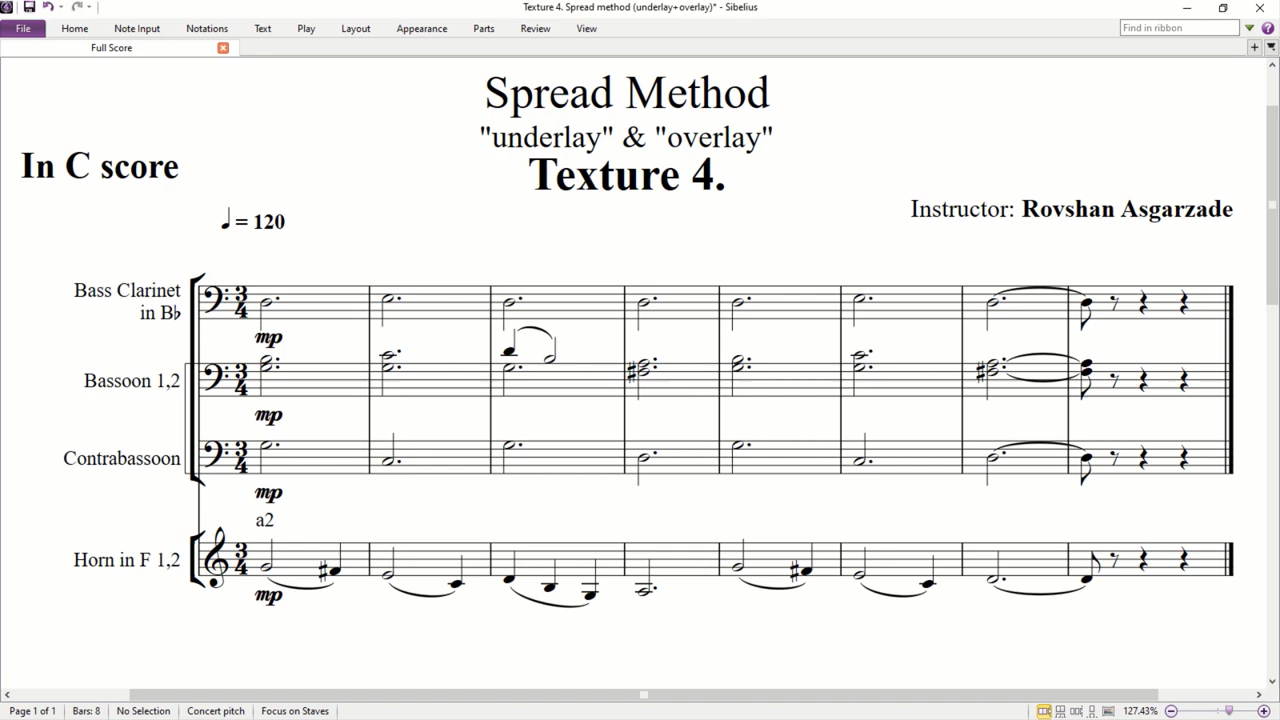 Texture 4. Spread method (underlay+overlay)* - Sibelius
File Home Note Input Notations Text Play Layout Appearance Parts Review View Find in ribbon
Full Score
Spread Method
"underlay" & "overlay"
In C score
Texture 4.
Instructor: Rovshan Asgarzade
♩ = 120
Bass Clarinet
in B♭
mp
Bassoon 1,2
mp
Contrabassoon
mp
a2
Horn in F 1,2
mp
Page 1 of 1 Bars: 8 No Selection Concert pitch Focus on Staves 127.43%